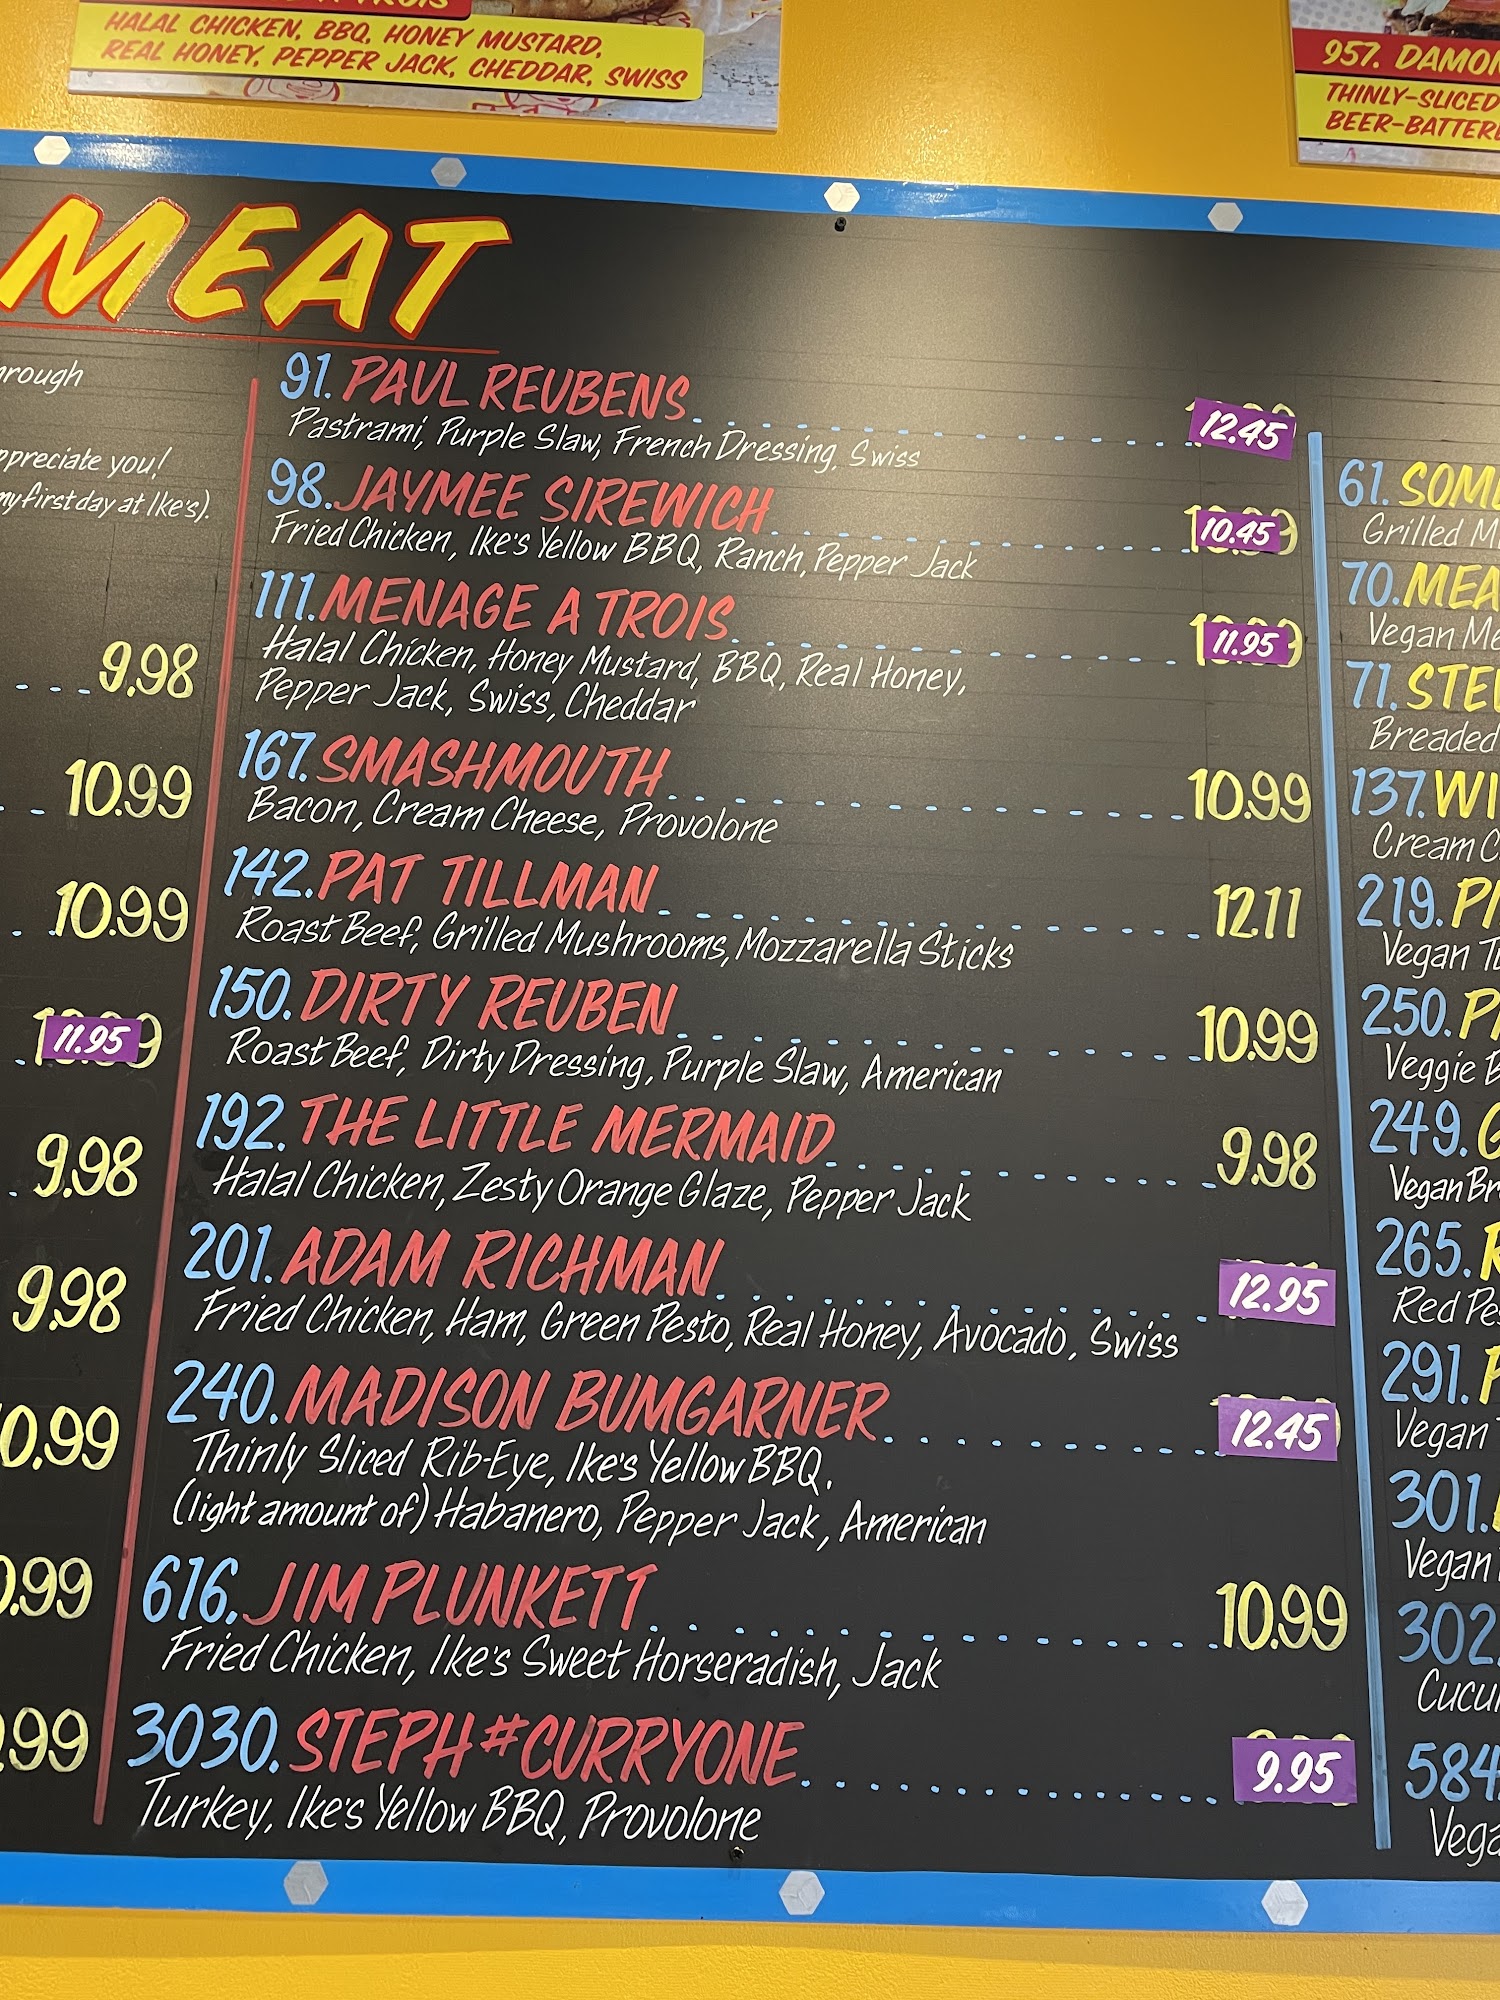 HALAL CHICKEN, BBQ, HONEY MUSTARD,
REAL HONEY, PEPPER JACK, CHEDDAR, SWISS
957. DAMON
THINLY-SLICED
BEER-BATTER
MEAT
appreciate you!
my first day at Ike's).
9.98
10.99
10.99
11.95
9.98
9.98
0.99
0.99
.99
91. PAUL REUBENS 12.45
Pastrami, Purple Slaw, French Dressing, Swiss
98. JAYMEE SIREWICH 10.45
Fried Chicken, Ike's Yellow BBQ, Ranch, Pepper Jack
111. MENAGE A TROIS 11.95
Halal Chicken, Honey Mustard, BBQ, Real Honey,
Pepper Jack, Swiss, Cheddar
167. SMASHMOUTH 10.99
Bacon, Cream Cheese, Provolone
142. PAT TILLMAN 12.11
Roast Beef, Grilled Mushrooms, Mozzarella Sticks
150. DIRTY REUBEN 10.99
Roast Beef, Dirty Dressing, Purple Slaw, American
192. THE LITTLE MERMAID 9.98
Halal Chicken, Zesty Orange Glaze, Pepper Jack
201. ADAM RICHMAN 12.95
Fried Chicken, Ham, Green Pesto, Real Honey, Avocado, Swiss
240. MADISON BUMGARNER 12.45
Thinly Sliced Rib-Eye, Ike's Yellow BBQ,
(light amount of) Habanero, Pepper Jack, American
616. JIM PLUNKETT 10.99
Fried Chicken, Ike's Sweet Horseradish, Jack
3030. STEPH#CURRYONE 9.95
Turkey, Ike's Yellow BBQ, Provolone
61. SOME
Grilled M
70. MEA
Vegan Me
71. STE
Breaded
137. WI
Cream C
219. P
Vegan T
250. P
Veggie B
249.
Vegan Br
265.
Red Pe
291.
Vegan
301.
Vegan
302.
Cucu
584.
Vega